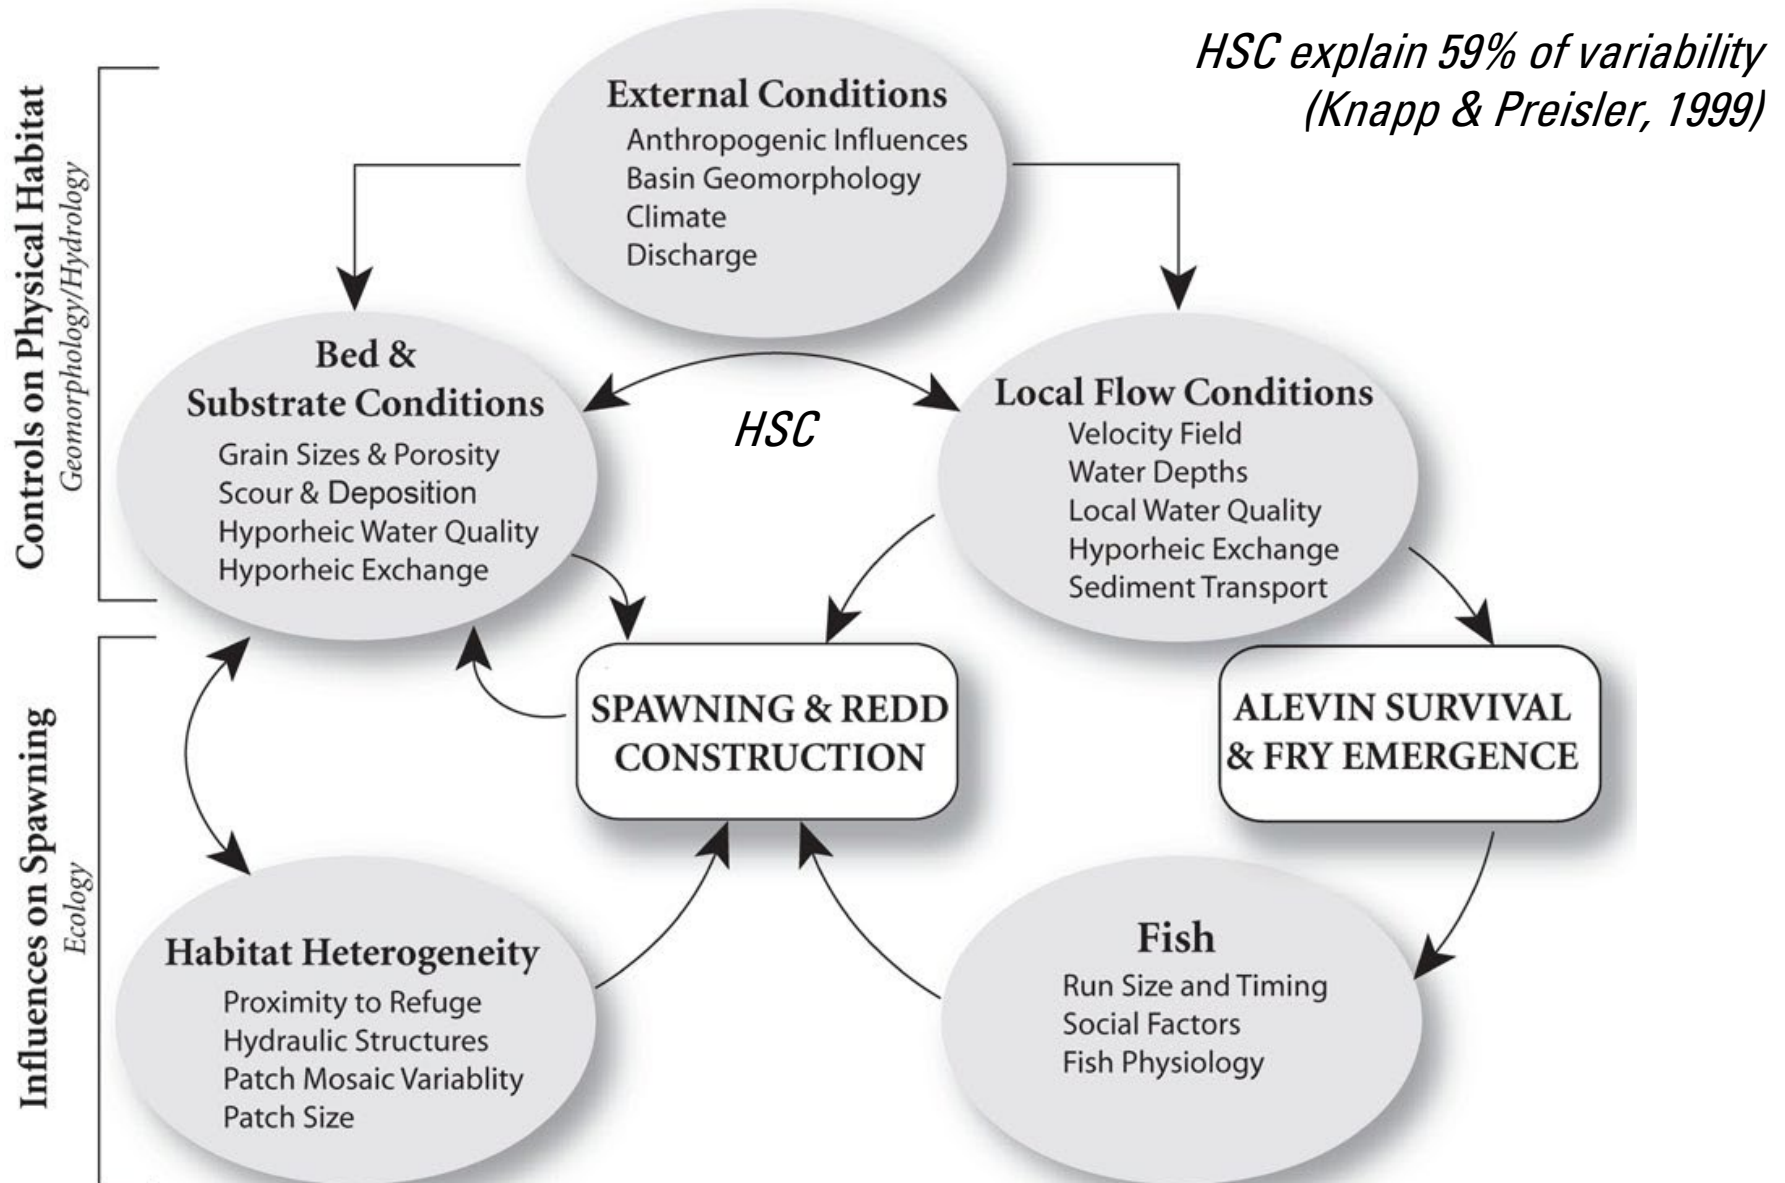 HSC explain 59% of variability
(Knapp & Preisler, 1999)
Controls on Physical Habitat
Geomorphology/Hydrology
External Conditions
Anthropogenic Influences
Basin Geomorphology
Climate
Discharge
Bed &
Substrate Conditions
Grain Sizes & Porosity
Scour & Deposition
Hyporheic Water Quality
Hyporheic Exchange
HSC
Local Flow Conditions
Velocity Field
Water Depths
Local Water Quality
Hyporheic Exchange
Sediment Transport
Influences on Spawning
Ecology
SPAWNING & REDD
CONSTRUCTION
ALEVIN SURVIVAL
& FRY EMERGENCE
Habitat Heterogeneity
Proximity to Refuge
Hydraulic Structures
Patch Mosaic Variablity
Patch Size
Fish
Run Size and Timing
Social Factors
Fish Physiology